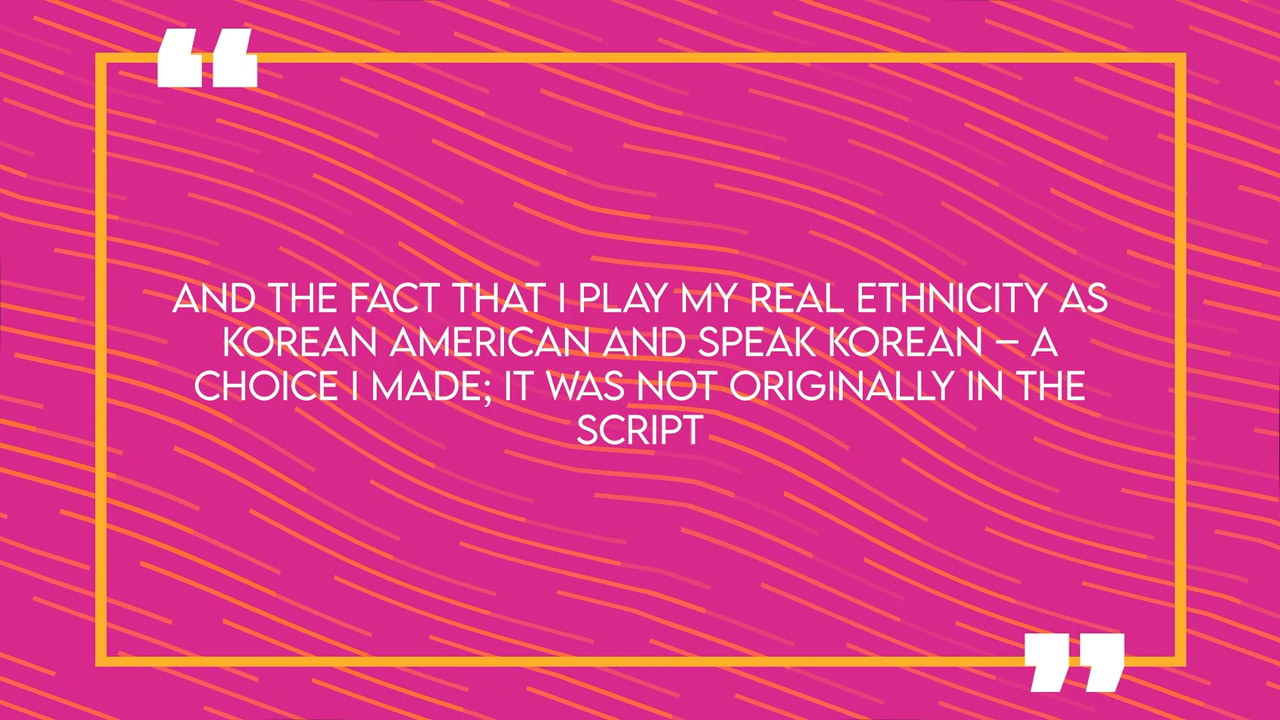 “
AND THE FACT THAT I PLAY MY REAL ETHNICITY AS
KOREAN AMERICAN AND SPEAK KOREAN – A
CHOICE I MADE; IT WAS NOT ORIGINALLY IN THE
SCRIPT
”